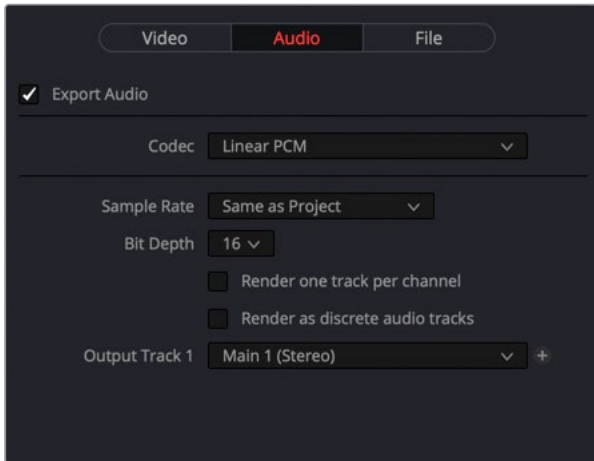 Video Audio File
Export Audio
Codec Linear PCM
Sample Rate Same as Project
Bit Depth 16
Render one track per channel
Render as discrete audio tracks
Output Track 1 Main 1 (Stereo) +